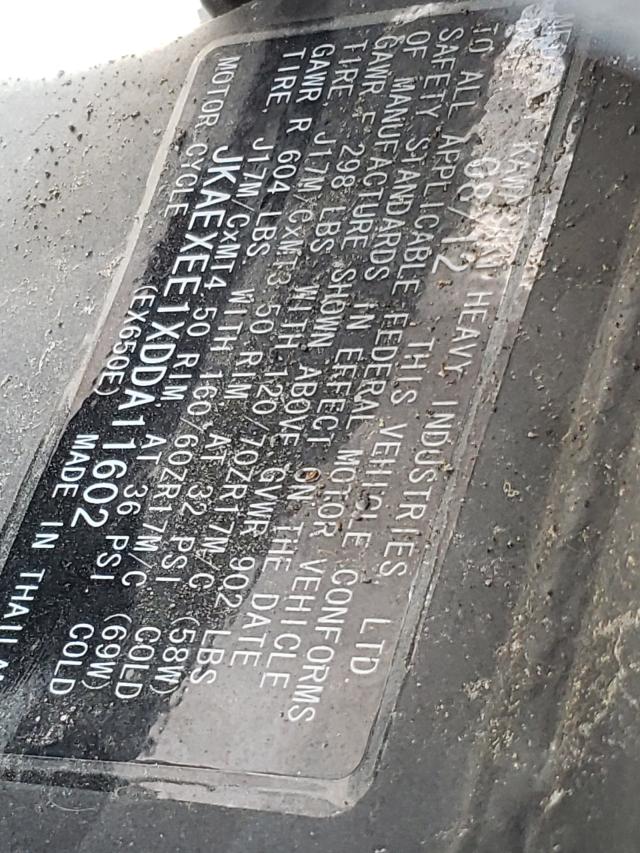 KAWASAKI HEAVY INDUSTRIES LTD.
08/12 THIS VEHICLE CONFORMS
TO ALL APPLICABLE FEDERAL MOTOR VEHICLE
SAFETY STANDARDS IN EFFECT ON THE DATE
OF MANUFACTURE SHOWN ABOVE GVWR 902 LBS
GAWR F 298 LBS WITH 120/70ZR17M/C (58W)
TIRE J17M/CxMT3 50 RIM AT 32 PSI COLD
GAWR R 604 LBS WITH 160/60ZR17M/C (69W)
TIRE J17M/CxMT4 50 RIM AT 36 PSI COLD
JKAEXEE1XDDA11602
MOTOR CYCLE (EX650E) MADE IN